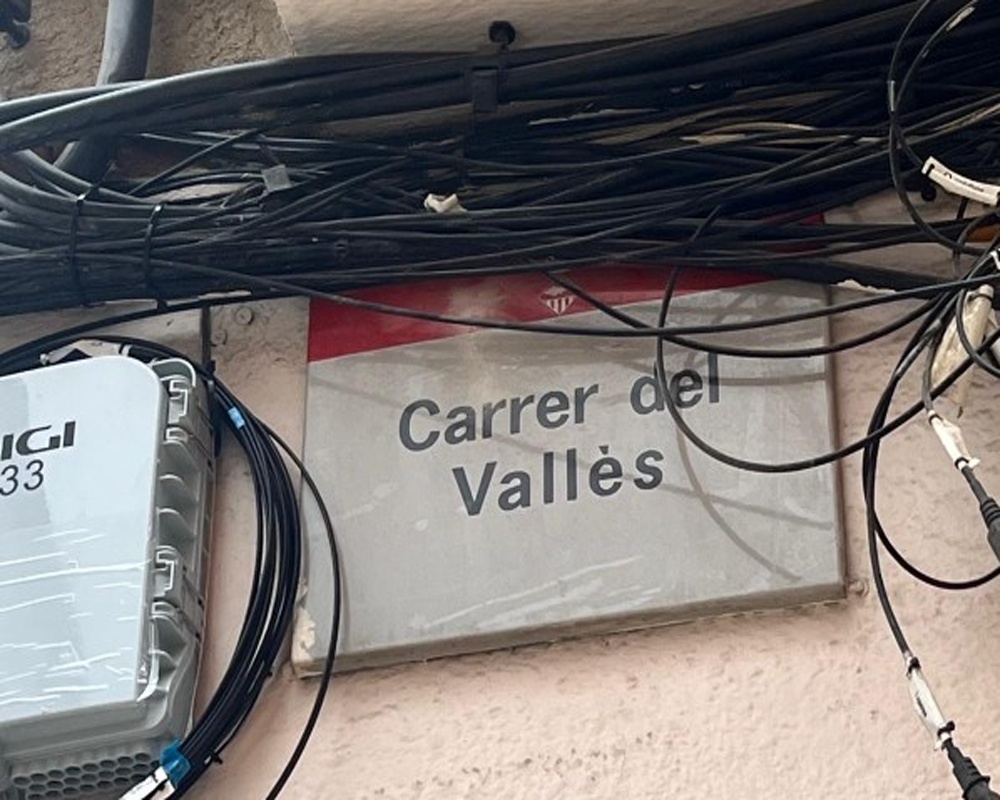 IGI
33
Carrer del
Vallès